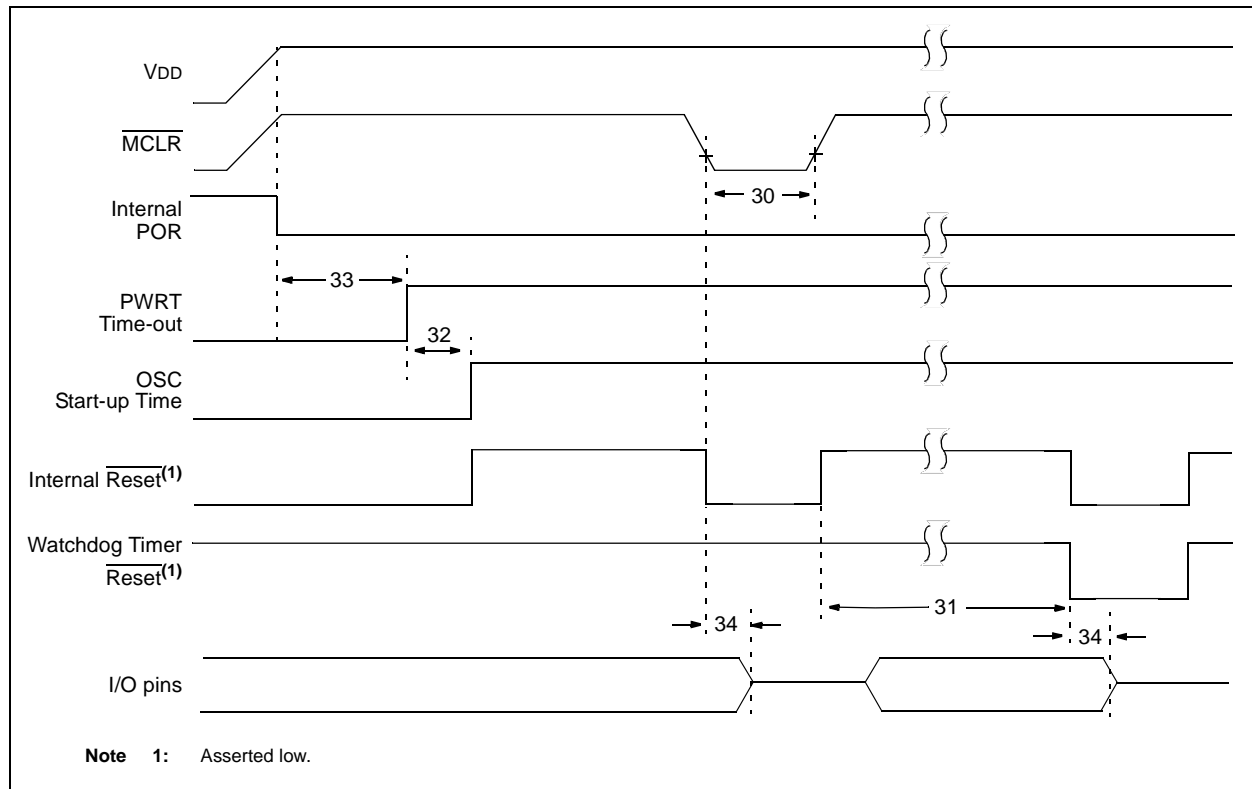 VDD
MCLR
30
Internal
POR
33
PWRT
Time-out
32
OSC
Start-up Time
Internal Reset(1)
Watchdog Timer
Reset(1)
31
34
34
I/O pins
Note 1: Asserted low.